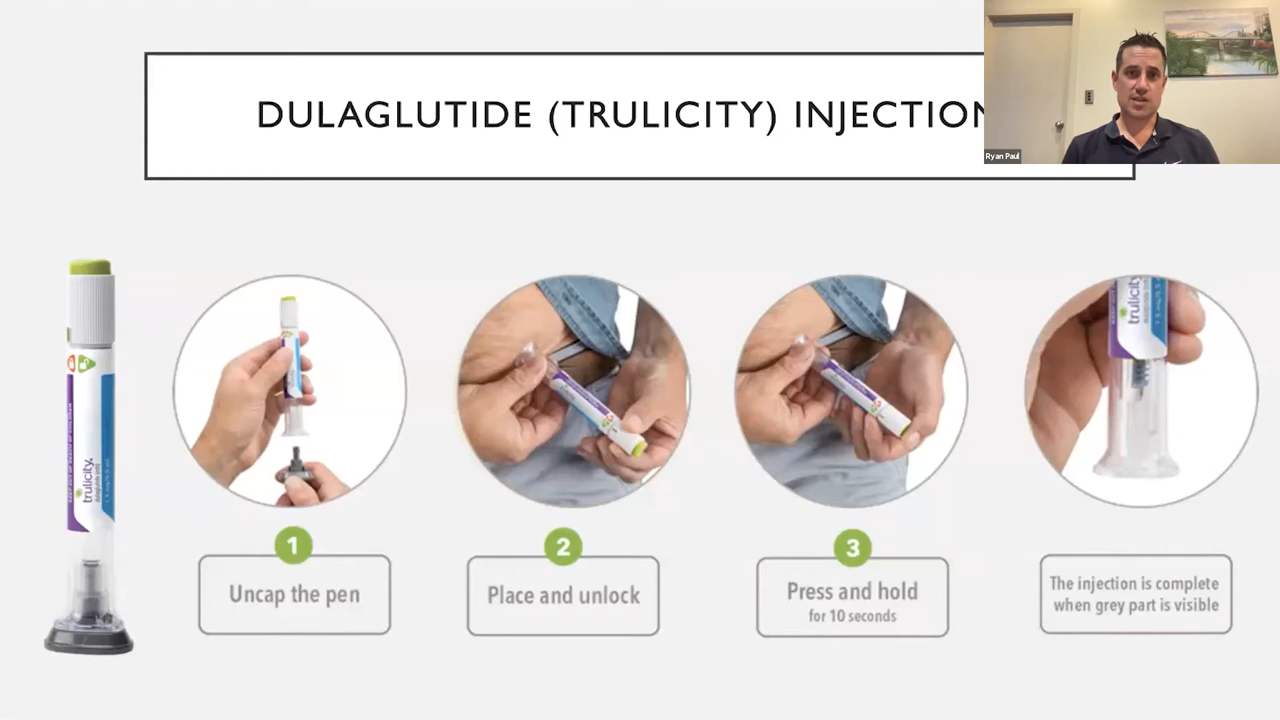 DULAGLUTIDE (TRULICITY) INJECTION
Ryan Paul
trulicity
trulicity
1
2
3
Uncap the pen
Place and unlock
Press and hold
for 10 seconds
The injection is complete
when grey part is visible